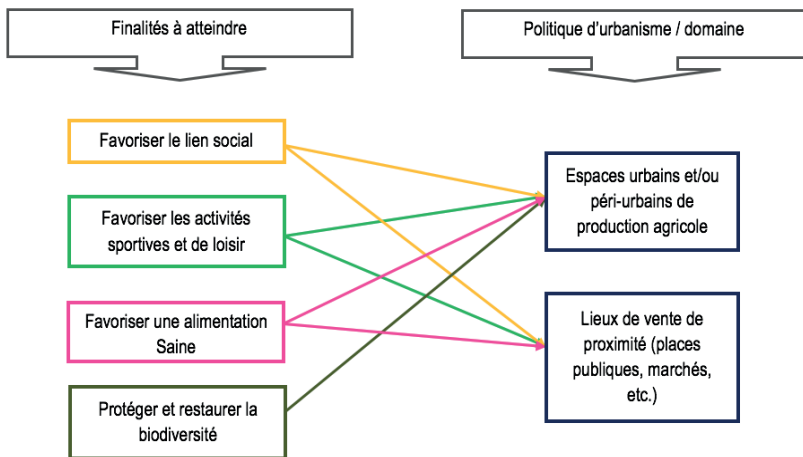 Finalités à atteindre
Politique d'urbanisme / domaine
Favoriser le lien social
Favoriser les activités
sportives et de loisir
Favoriser une alimentation
Saine
Protéger et restaurer la
biodiversité
Espaces urbains et/ou
péri-urbains de
production agricole
Lieux de vente de
proximité (places
publiques, marchés,
etc.)